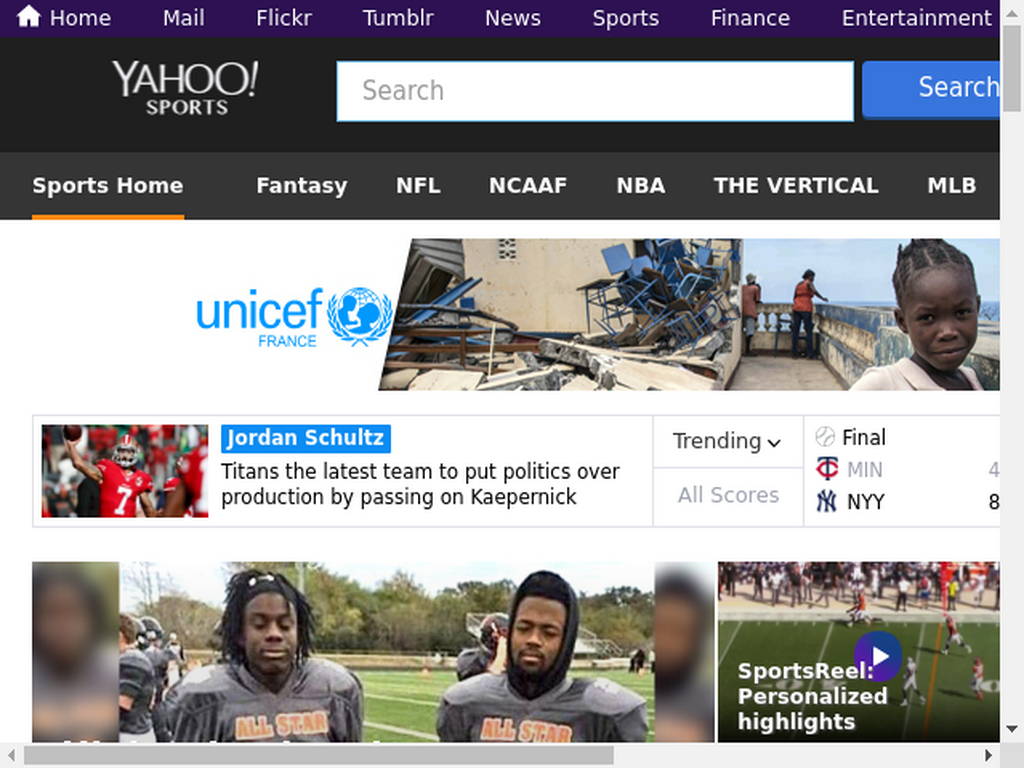 Home Mail Flickr Tumblr News Sports Finance Entertainment
YAHOO!
SPORTS
Search
Search
Sports Home Fantasy NFL NCAAF NBA THE VERTICAL MLB
unicef
FRANCE
Jordan Schultz
Titans the latest team to put politics over
production by passing on Kaepernick
Trending
All Scores
Final
MIN 4
NYY 8
7
ALL STAR
ALL STAR
SportsReel:
Personalized
highlights